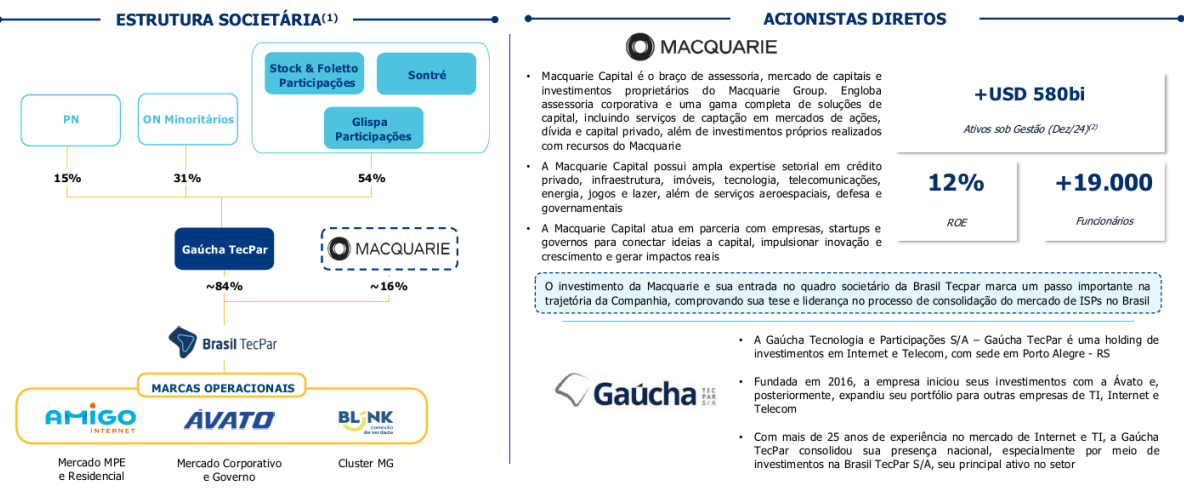 ESTRUTURA SOCIETÁRIA(1)
Stock & Foletto
Participações
Sontré
PN
ON Minoritários
Glispa
Participações
15%
31%
54%
Gaúcha TecPar
MACQUARIE
~84%
~16%
Brasil TecPar
MARCAS OPERACIONAIS
AMIGO
INTERNET
ÁVATO
BLiNK
conexão
de verdade
Mercado MPE
e Residencial
Mercado Corporativo
e Governo
Cluster MG
ACIONISTAS DIRETOS
MACQUARIE
• Macquarie Capital é o braço de assessoria, mercado de capitais e
investimentos proprietários do Macquarie Group. Engloba
assessoria corporativa e uma gama completa de soluções de
capital, incluindo serviços de captação em mercados de ações,
dívida e capital privado, além de investimentos próprios realizados
com recursos do Macquarie
• A Macquarie Capital possui ampla expertise setorial em crédito
privado, infraestrutura, imóveis, tecnologia, telecomunicações,
energia, jogos e lazer, além de serviços aeroespaciais, defesa e
governamentais
• A Macquarie Capital atua em parceria com empresas, startups e
governos para conectar ideias a capital, impulsionar inovação e
crescimento e gerar impactos reais
+USD 580bi
Ativos sob Gestão (Dez/24)(2)
12%
ROE
+19.000
Funcionários
O investimento da Macquarie e sua entrada no quadro societário da Brasil Tecpar marca um passo importante na
trajetória da Companhia, comprovando sua tese e liderança no processo de consolidação do mercado de ISPs no Brasil
Gaúcha
TEC
PAR
S/A
• A Gaúcha Tecnologia e Participações S/A – Gaúcha TecPar é uma holding de
investimentos em Internet e Telecom, com sede em Porto Alegre - RS
• Fundada em 2016, a empresa iniciou seus investimentos com a Ávato e,
posteriormente, expandiu seu portfólio para outras empresas de TI, Internet e
Telecom
• Com mais de 25 anos de experiência no mercado de Internet e TI, a Gaúcha
TecPar consolidou sua presença nacional, especialmente por meio de
investimentos na Brasil TecPar S/A, seu principal ativo no setor